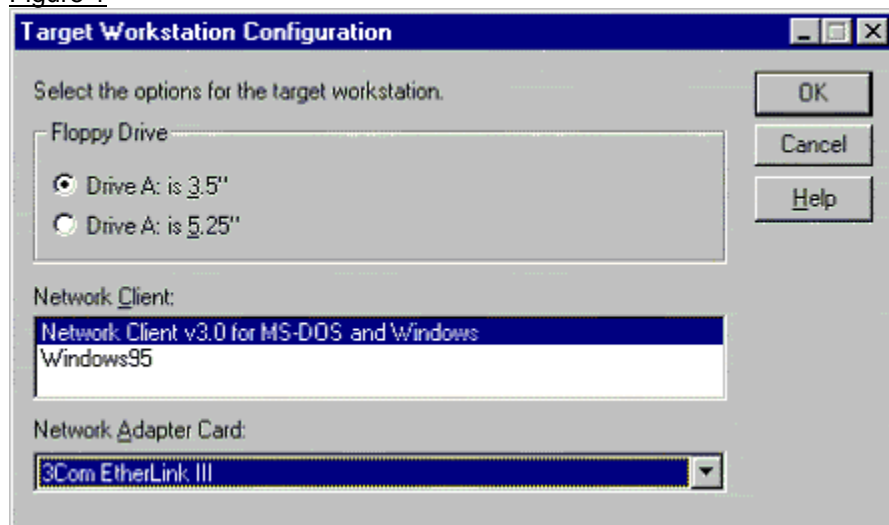 Target Workstation Configuration
Select the options for the target workstation.
OK
Floppy Drive
Cancel
Drive A: is 3.5"
Help
Drive A: is 5.25"
Network Client:
Network Client v3.0 for MS-DOS and Windows
Windows95
Network Adapter Card:
3Com EtherLink III